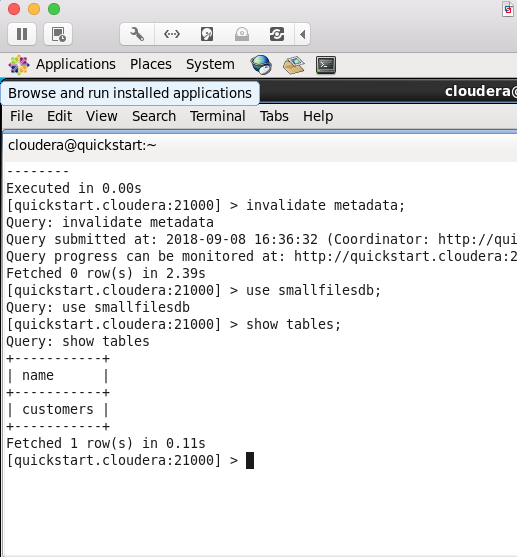 Applications Places System
Browse and run installed applications
cloudera@
File Edit View Search Terminal Tabs Help
cloudera@quickstart:~
--------
Executed in 0.00s
[quickstart.cloudera:21000] > invalidate metadata;
Query: invalidate metadata
Query submitted at: 2018-09-08 16:36:32 (Coordinator: http://qui
Query progress can be monitored at: http://quickstart.cloudera:2
Fetched 0 row(s) in 2.39s
[quickstart.cloudera:21000] > use smallfilesdb;
Query: use smallfilesdb
[quickstart.cloudera:21000] > show tables;
Query: show tables
+-----------+
| name      |
+-----------+
| customers |
+-----------+
Fetched 1 row(s) in 0.11s
[quickstart.cloudera:21000] >